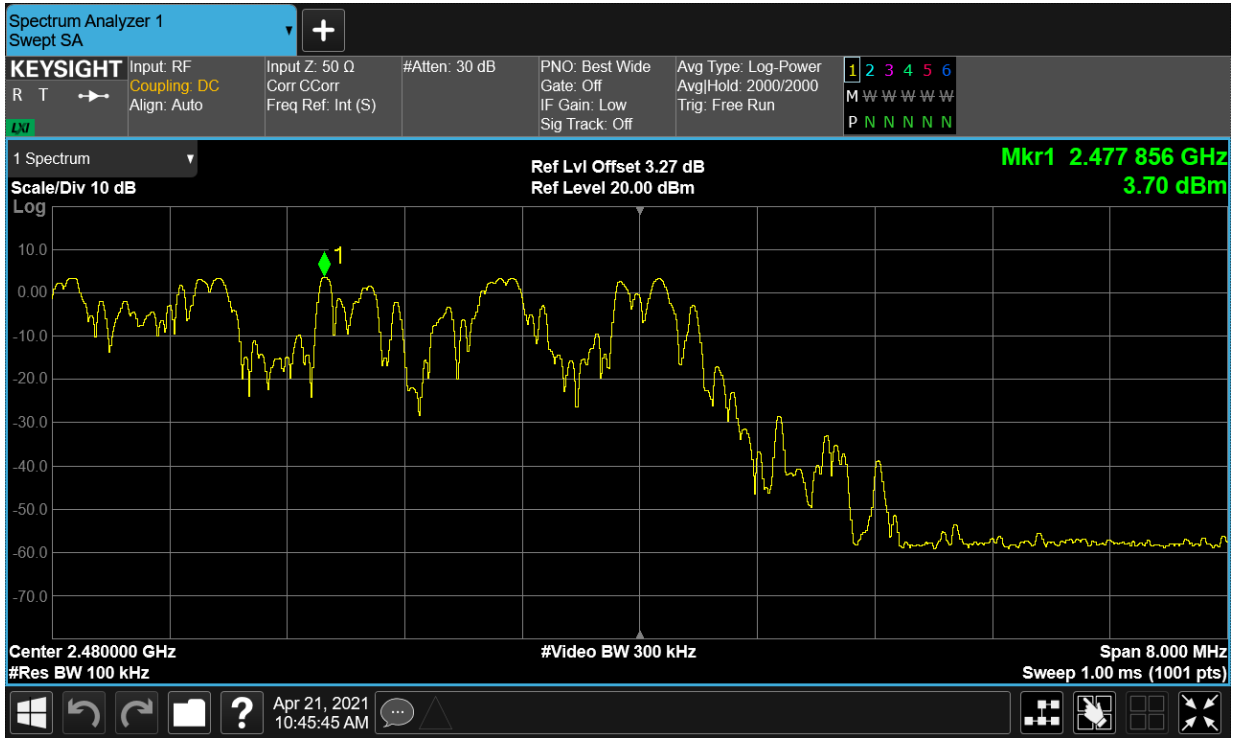 Spectrum Analyzer 1
Swept SA
KEYSIGHT
R T
LXI
Input: RF
Coupling: DC
Align: Auto
Input Z: 50 Ω
Corr CCorr
Freq Ref: Int (S)
#Atten: 30 dB
PNO: Best Wide
Gate: Off
IF Gain: Low
Sig Track: Off
Avg Type: Log-Power
Avg|Hold: 2000/2000
Trig: Free Run
1 2 3 4 5 6
M W W W W W
P N N N N N
1 Spectrum
Scale/Div 10 dB
Log
Ref Lvl Offset 3.27 dB
Ref Level 20.00 dBm
Mkr1 2.477 856 GHz
3.70 dBm
1
10.0
0.00
-10.0
-20.0
-30.0
-40.0
-50.0
-60.0
-70.0
Center 2.480000 GHz
#Video BW 300 kHz
Span 8.000 MHz
#Res BW 100 kHz
Sweep 1.00 ms (1001 pts)
?
Apr 21, 2021
10:45:45 AM